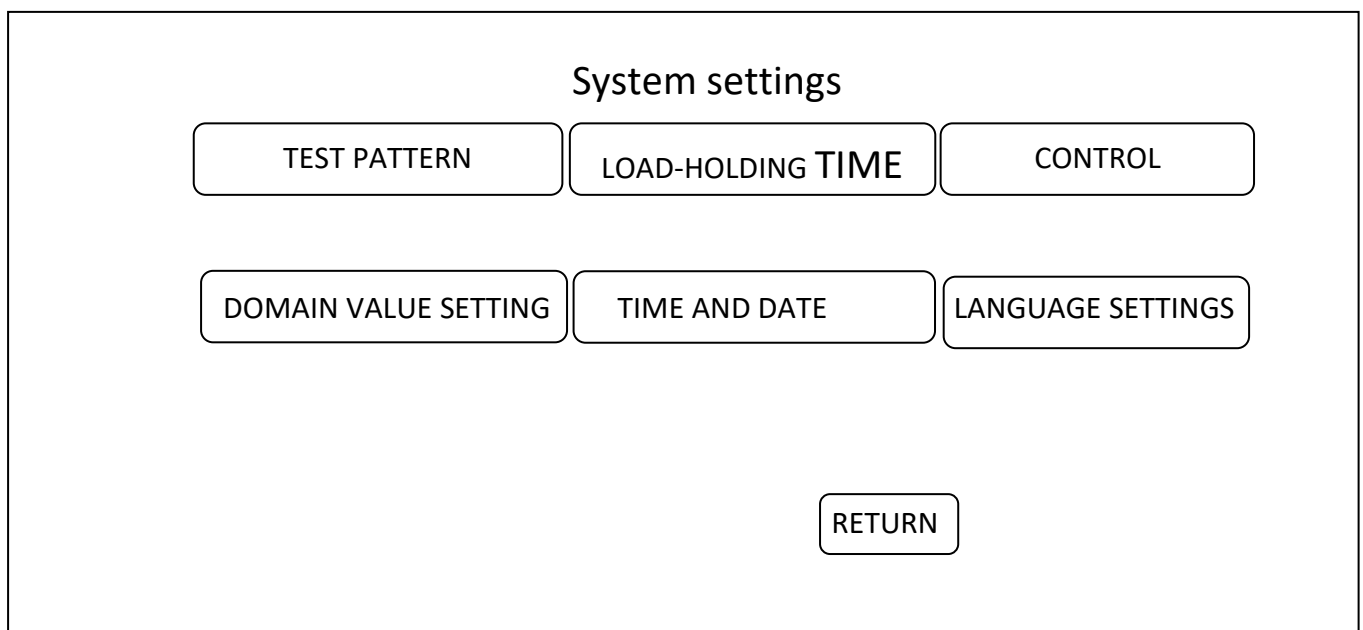 System settings
TEST PATTERN
LOAD-HOLDING TIME
CONTROL
DOMAIN VALUE SETTING
TIME AND DATE
LANGUAGE SETTINGS
RETURN